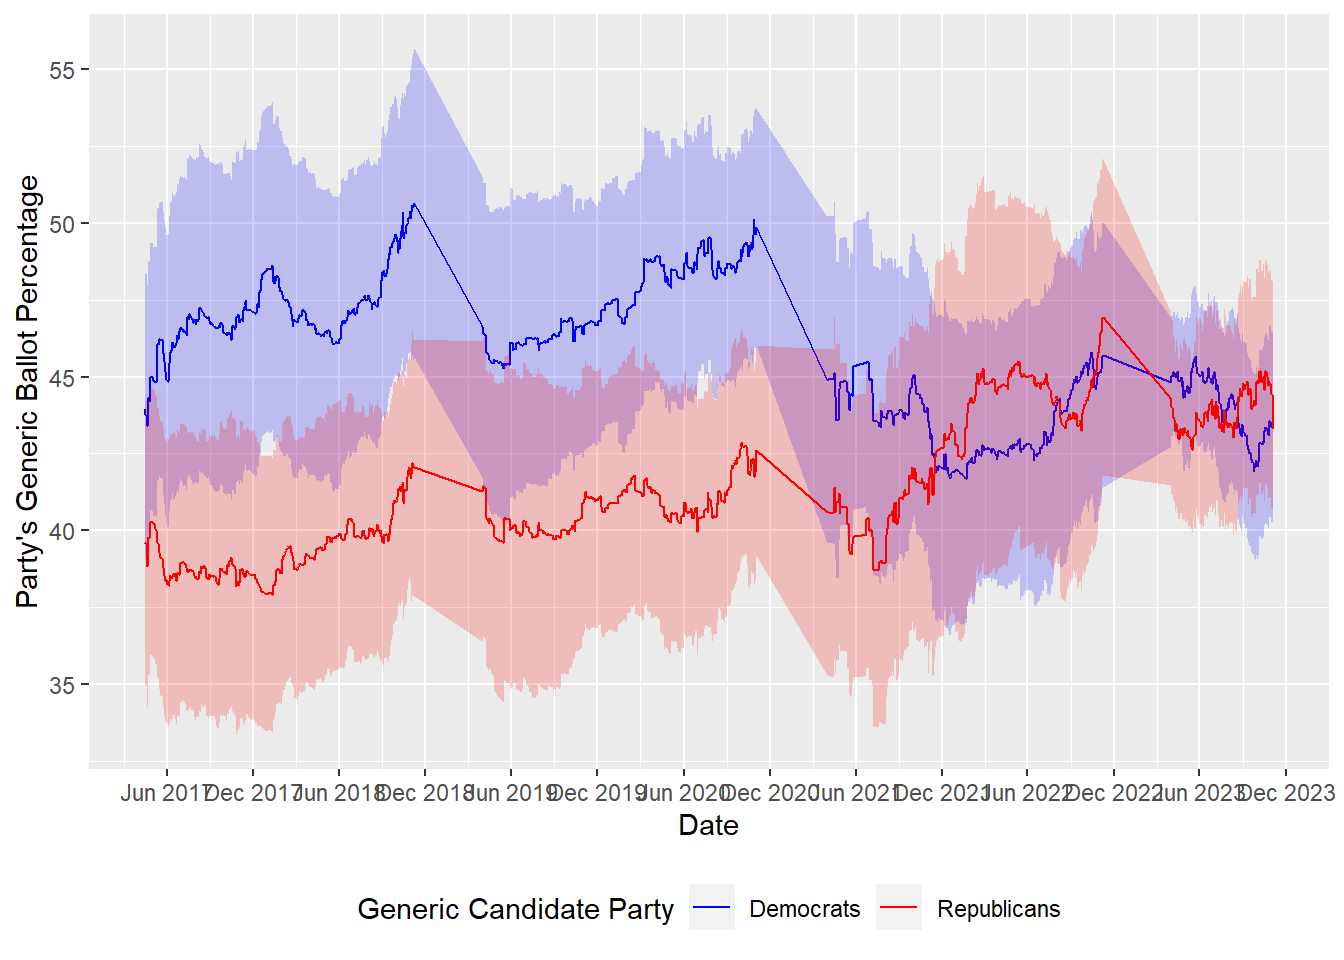 Party's Generic Ballot Percentage
55
50
45
40
35
Jun 2017 Dec 2017 Jun 2018 Dec 2018 Jun 2019 Dec 2019 Jun 2020 Dec 2020 Jun 2021 Dec 2021 Jun 2022 Dec 2022 Jun 2023 Dec 2023
Date
Generic Candidate Party Democrats Republicans